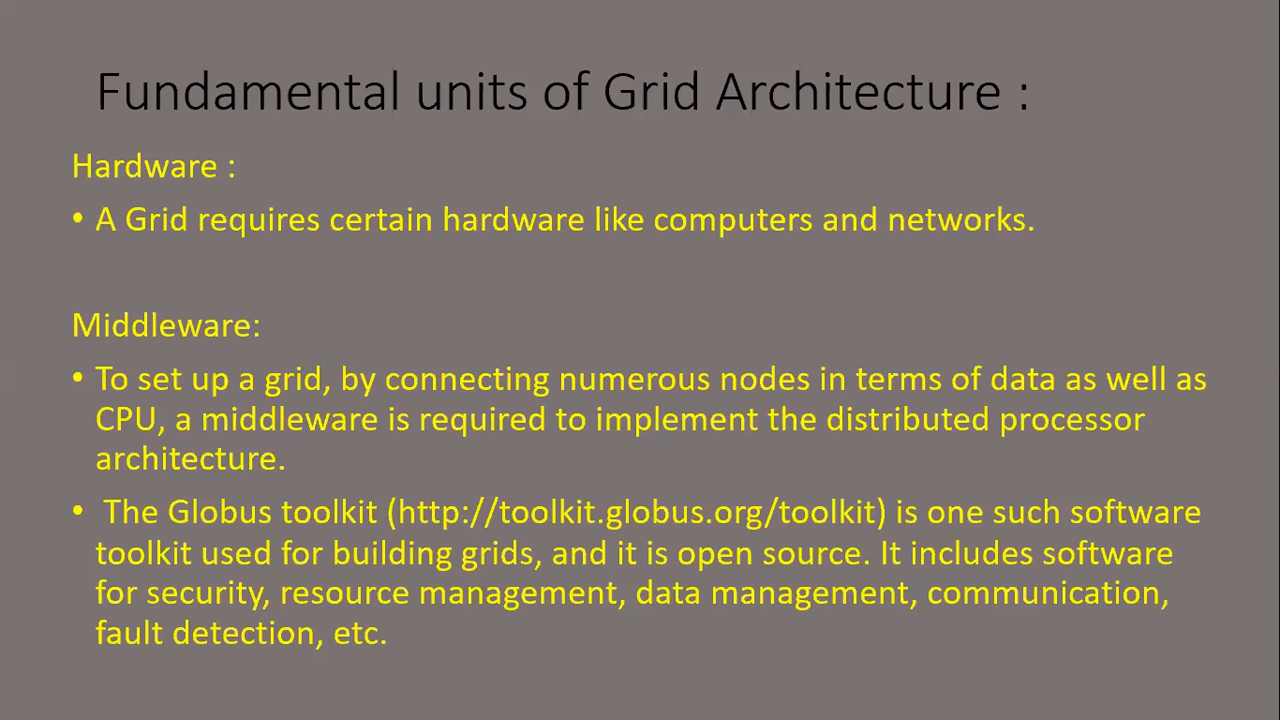 Fundamental units of Grid Architecture :
Hardware :
• A Grid requires certain hardware like computers and networks.
Middleware:
• To set up a grid, by connecting numerous nodes in terms of data as well as
CPU, a middleware is required to implement the distributed processor
architecture.
• The Globus toolkit (http://toolkit.globus.org/toolkit) is one such software
toolkit used for building grids, and it is open source. It includes software
for security, resource management, data management, communication,
fault detection, etc.